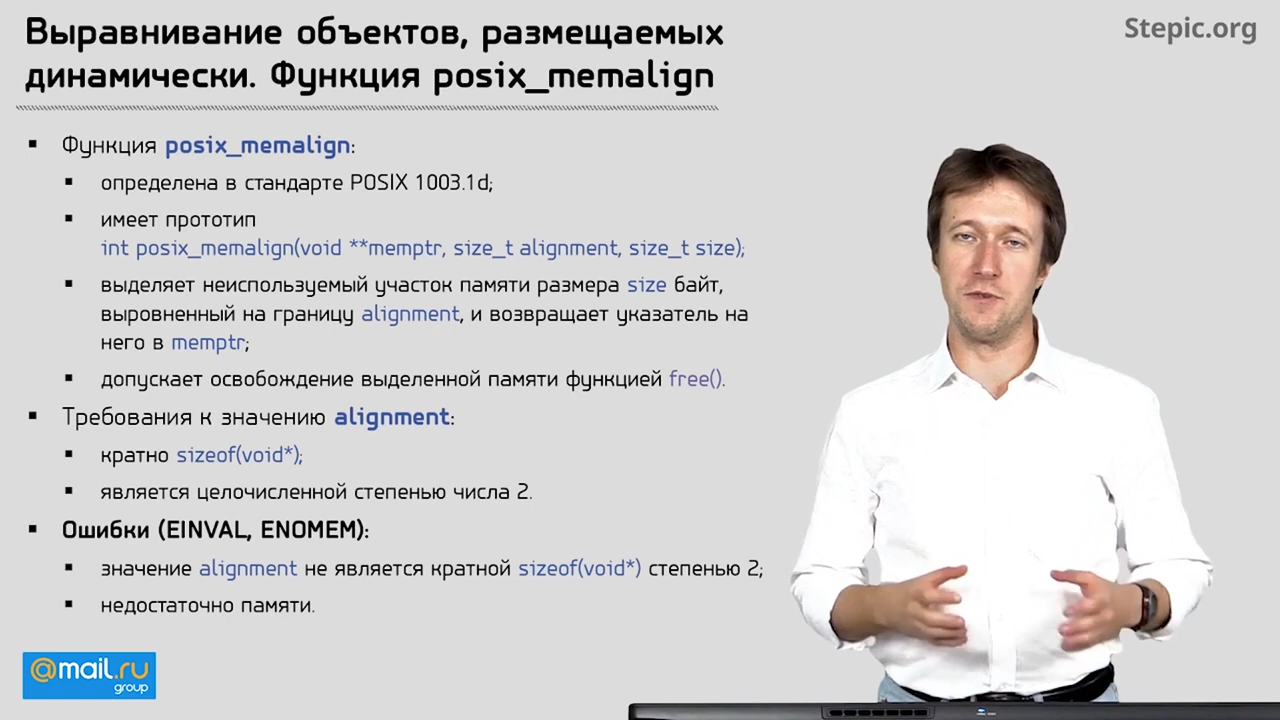 Выравнивание объектов, размещаемых
динамически. Функция posix_memalign
Stepic.org
▪ Функция posix_memalign:
▪ определена в стандарте POSIX 1003.1d;
▪ имеет прототип
int posix_memalign(void **memptr, size_t alignment, size_t size);
▪ выделяет неиспользуемый участок памяти размера size байт,
выровненный на границу alignment, и возвращает указатель на
него в memptr;
▪ допускает освобождение выделенной памяти функцией free().
▪ Требования к значению alignment:
▪ кратно sizeof(void*);
▪ является целочисленной степенью числа 2.
▪ Ошибки (EINVAL, ENOMEM):
▪ значение alignment не является кратной sizeof(void*) степенью 2;
▪ недостаточно памяти.
@mail.ru
group